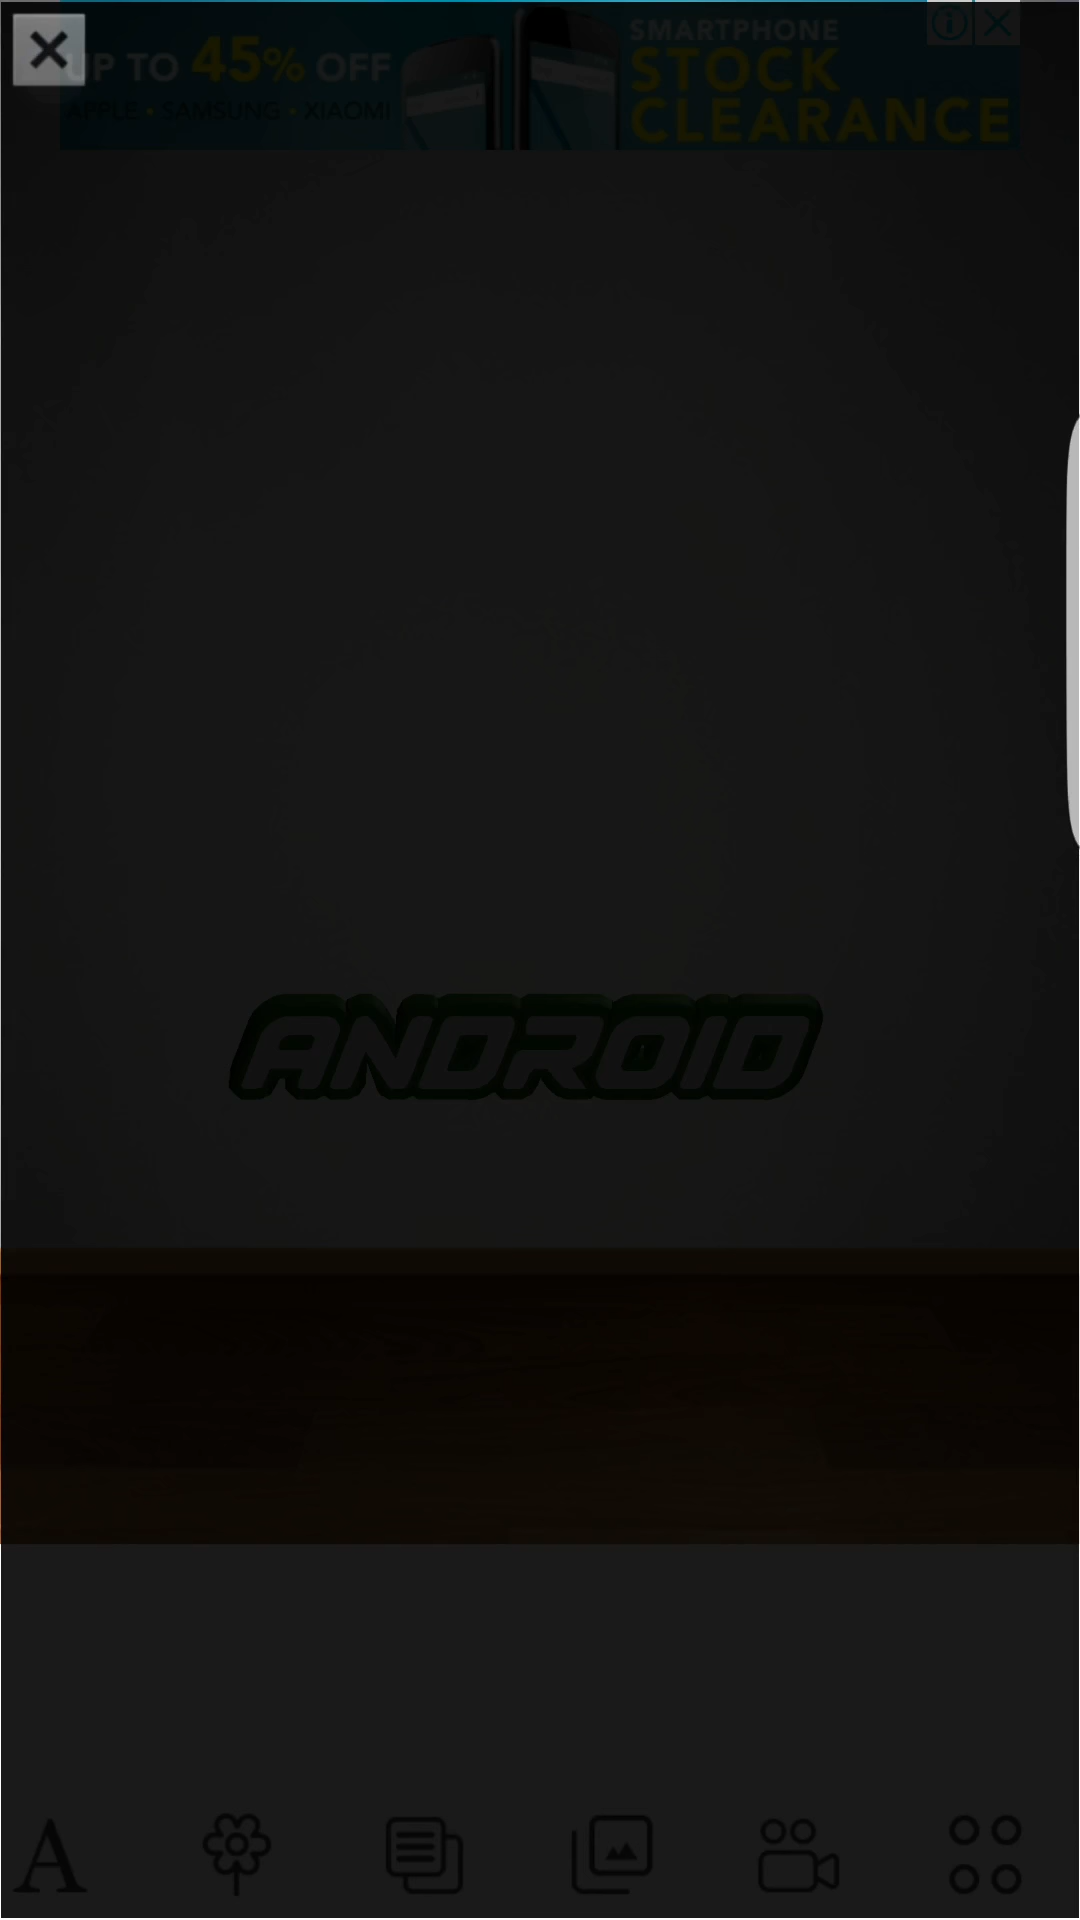 UP TO 45% OFF
APPLE • SAMSUNG • XIAOMI
SMARTPHONE
STOCK
CLEARANCE
ANDROID
A